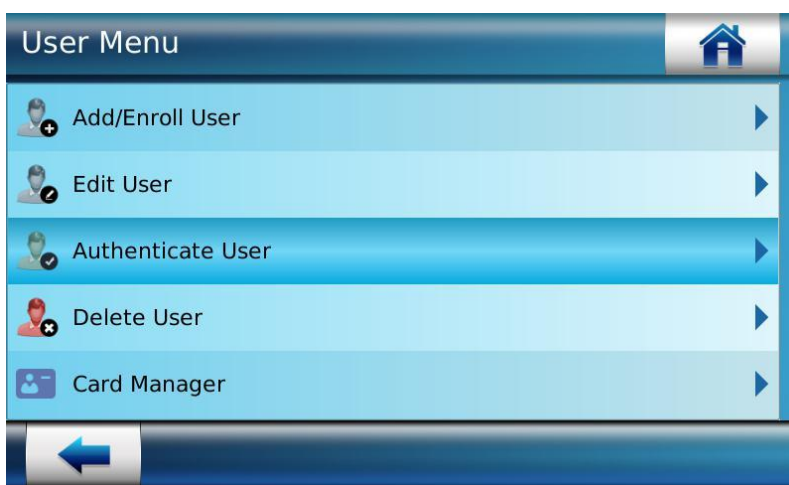 User Menu
Add/Enroll User
Edit User
Authenticate User
Delete User
Card Manager